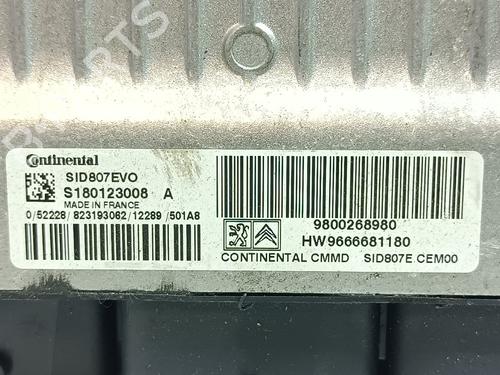 Continental
SID807EVO
S180123008 A
MADE IN FRANCE
0/52228/823193062/12289/501A8
9800268980
HW9666681180
CONTINENTAL CMMD SID807E CEM00